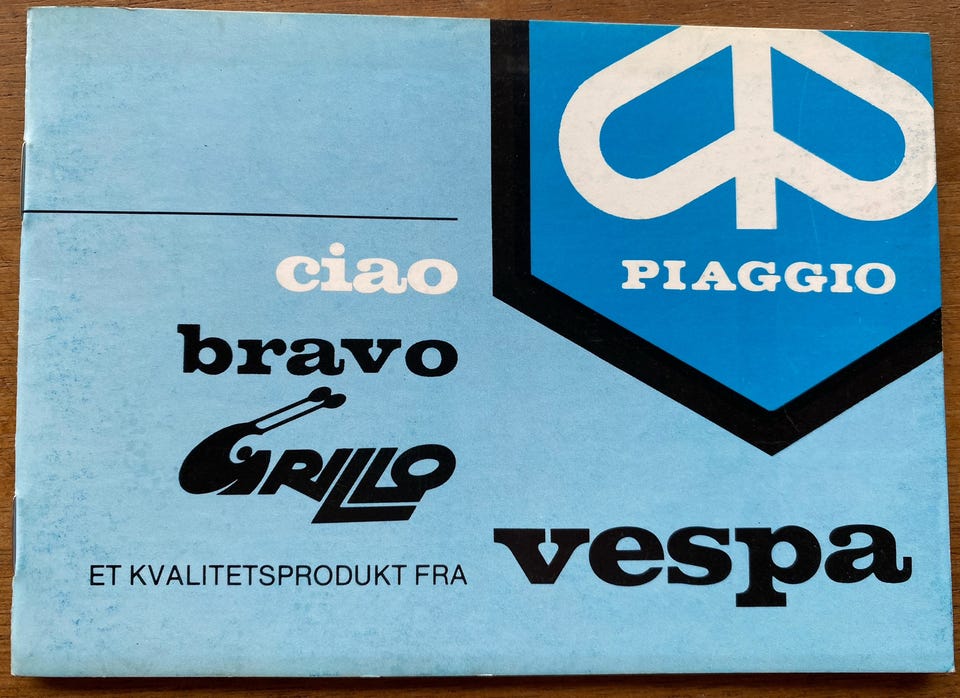 PIAGGIO
ciao
bravo
GRILLO
ET KVALITETSPRODUKT FRA
vespa